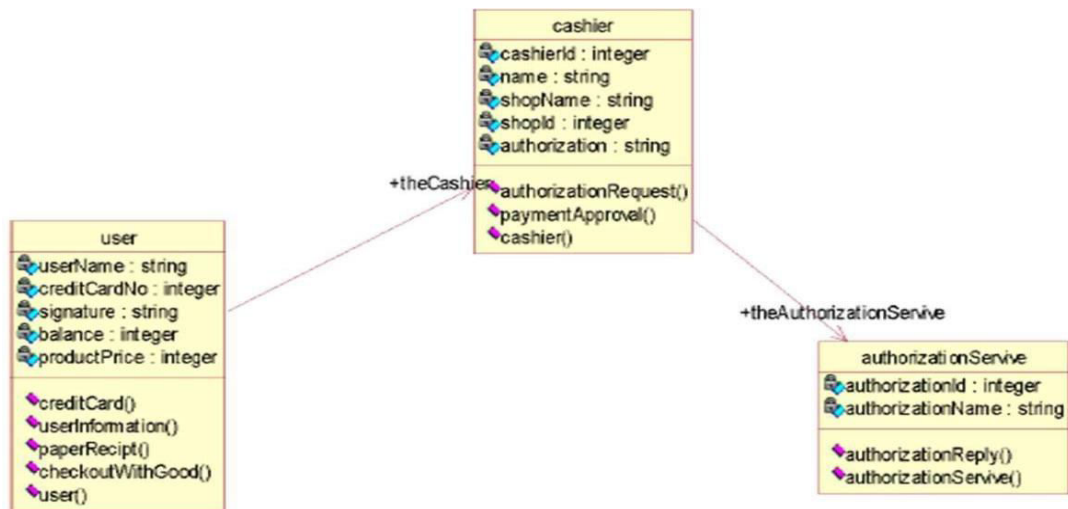 cashier
cashierId : integer
name : string
shopName : string
shopId : integer
authorization : string
authorizationRequest()
paymentApproval()
cashier()
+theCashier
user
userName : string
creditCardNo : integer
signature : string
balance : integer
productPrice : integer
creditCard()
userInformation()
paperRecipt()
checkoutWithGood()
user()
+theAuthorizationServive
authorizationServive
authorizationId : integer
authorizationName : string
authorizationReply()
authorizationServive()